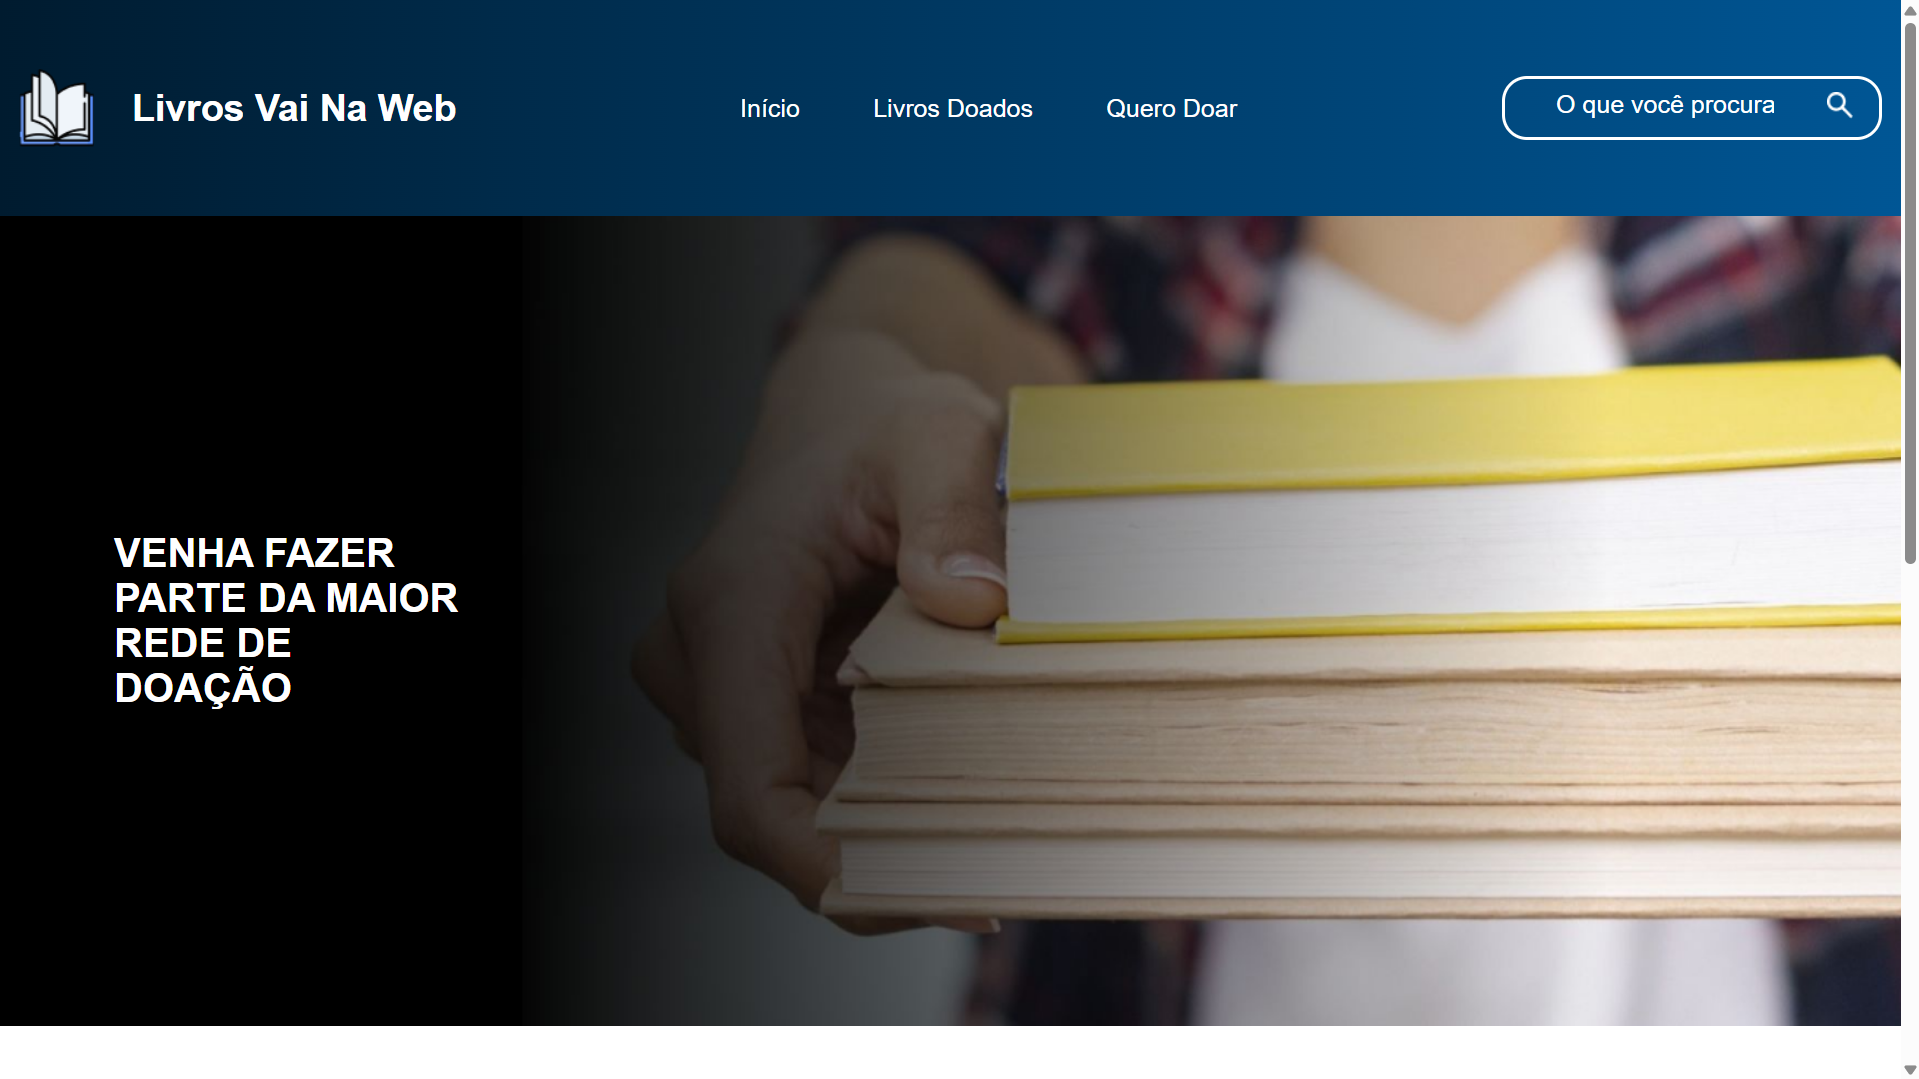 Livros Vai Na Web
Início
Livros Doados
Quero Doar
O que você procura
VENHA FAZER
PARTE DA MAIOR
REDE DE
DOAÇÃO